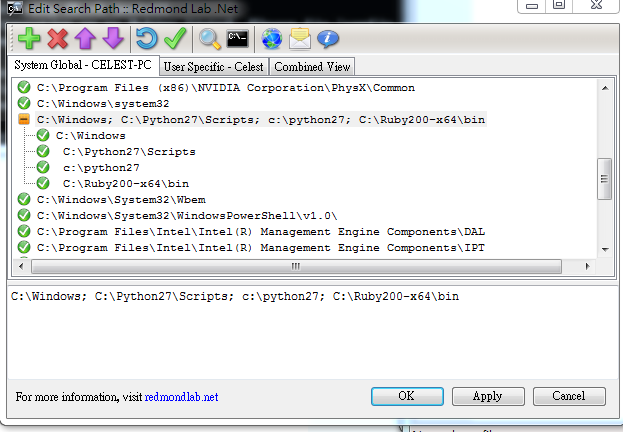 Edit Search Path :: Redmond Lab .Net
System Global - CELEST-PC
User Specific - Celest
Combined View
C:\Program Files (x86)\NVIDIA Corporation\PhysX\Common
C:\Windows\system32
C:\Windows; C:\Python27\Scripts; c:\python27; C:\Ruby200-x64\bin
C:\Windows
C:\Python27\Scripts
c:\python27
C:\Ruby200-x64\bin
C:\Windows\System32\Wbem
C:\Windows\System32\WindowsPowerShell\v1.0\
C:\Program Files\Intel\Intel(R) Management Engine Components\DAL
C:\Program Files\Intel\Intel(R) Management Engine Components\IPT
C:\Windows; C:\Python27\Scripts; c:\python27; C:\Ruby200-x64\bin
For more information, visit redmondlab.net
OK
Apply
Cancel